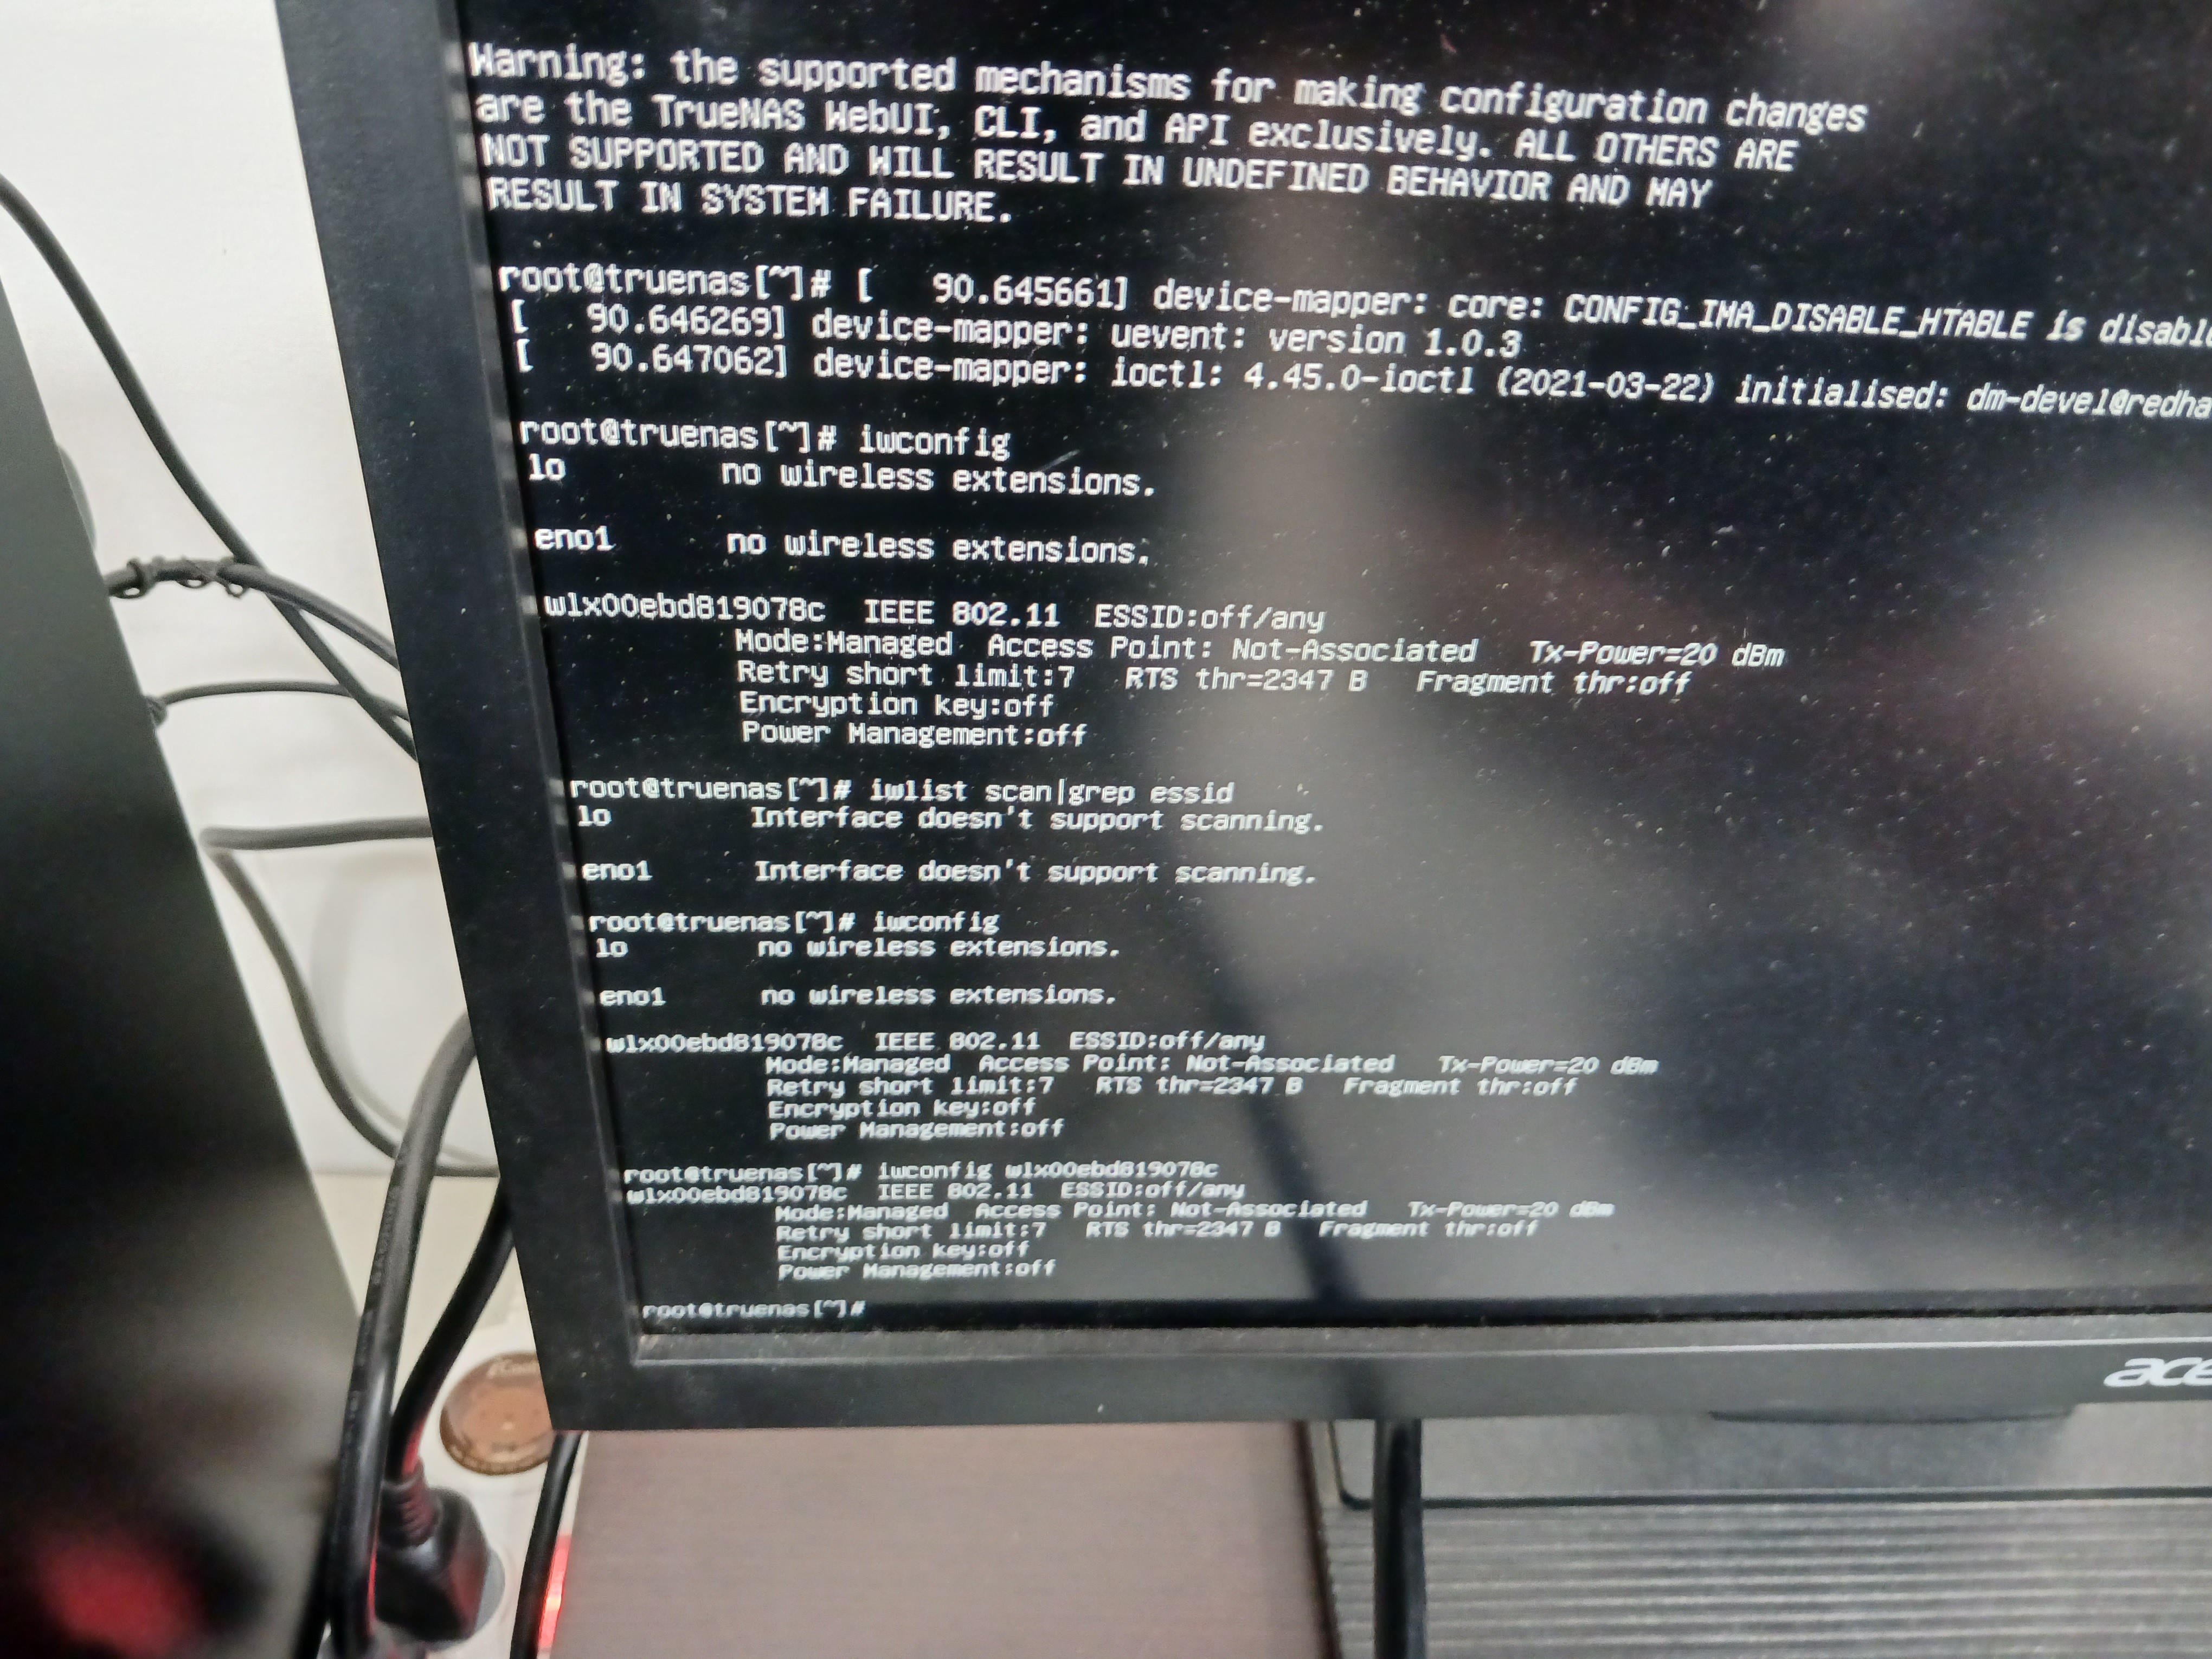 Warning: the supported mechanisms for making configuration changes
are the TrueNAS WebUI, CLI, and API exclusively. ALL OTHERS ARE
NOT SUPPORTED AND WILL RESULT IN UNDEFINED BEHAVIOR AND MAY
RESULT IN SYSTEM FAILURE.
root@truenas[~]# [   90.645661] device-mapper: core: CONFIG_IMA_DISABLE_HTABLE is disabl
[   90.646269] device-mapper: uevent: version 1.0.3
[   90.647062] device-mapper: ioctl: 4.45.0-ioctl (2021-03-22) initialised: dm-devel@redha
root@truenas[~]# iwconfig
lo        no wireless extensions.
eno1      no wireless extensions.
wlx00ebd819078c  IEEE 802.11  ESSID:off/any
Mode:Managed  Access Point: Not-Associated   Tx-Power=20 dBm
Retry short limit:7   RTS thr=2347 B   Fragment thr:off
Encryption key:off
Power Management:off
root@truenas[~]# iwlist scan|grep essid
lo        Interface doesn't support scanning.
eno1      Interface doesn't support scanning.
root@truenas[~]# iwconfig
lo        no wireless extensions.
eno1      no wireless extensions.
wlx00ebd819078c  IEEE 802.11  ESSID:off/any
Mode:Managed  Access Point: Not-Associated   Tx-Power=20 dBm
Retry short limit:7   RTS thr=2347 B   Fragment thr:off
Encryption key:off
Power Management:off
root@truenas[~]# iwconfig wlx00ebd819078c
wlx00ebd819078c  IEEE 802.11  ESSID:off/any
Mode:Managed  Access Point: Not-Associated   Tx-Power=20 dBm
Retry short limit:7   RTS thr=2347 B   Fragment thr:off
Encryption key:off
Power Management:off
root@truenas[~]#
ace